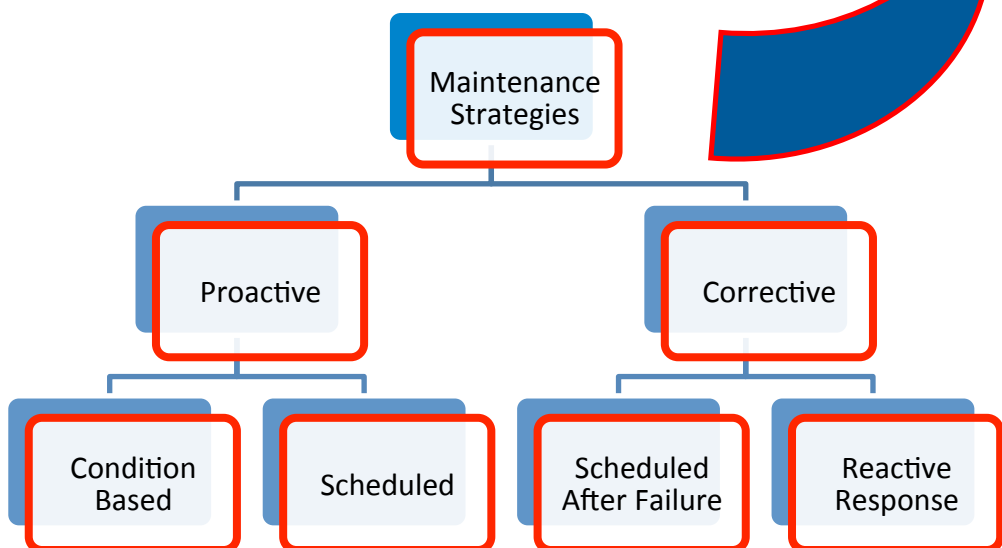 Maintenance
Strategies
Proactive
Corrective
Condition
Based
Scheduled
Scheduled
After Failure
Reactive
Response